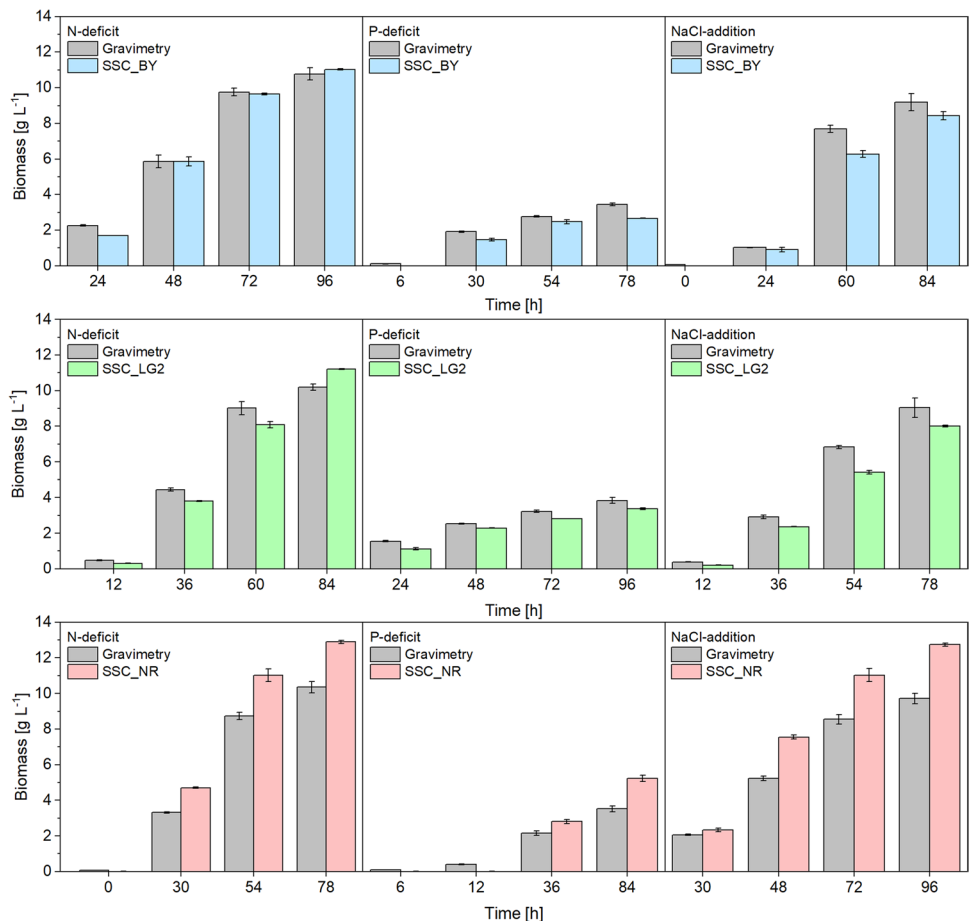 14
12
10
8
6
4
2
0
Biomass [g L⁻¹]
N-deficit
Gravimetry
SSC_BY
P-deficit
Gravimetry
SSC_BY
NaCl-addition
Gravimetry
SSC_BY
24 48 72 96 6 30 54 78 0 24 60 84
Time [h]
14
12
10
8
6
4
2
0
Biomass [g L⁻¹]
N-deficit
Gravimetry
SSC_LG2
P-deficit
Gravimetry
SSC_LG2
NaCl-addition
Gravimetry
SSC_LG2
12 36 60 84 24 48 72 96 12 36 54 78
Time [h]
14
12
10
8
6
4
2
0
Biomass [g L⁻¹]
N-deficit
Gravimetry
SSC_NR
P-deficit
Gravimetry
SSC_NR
NaCl-addition
Gravimetry
SSC_NR
0 30 54 78 6 12 36 84 30 48 72 96
Time [h]